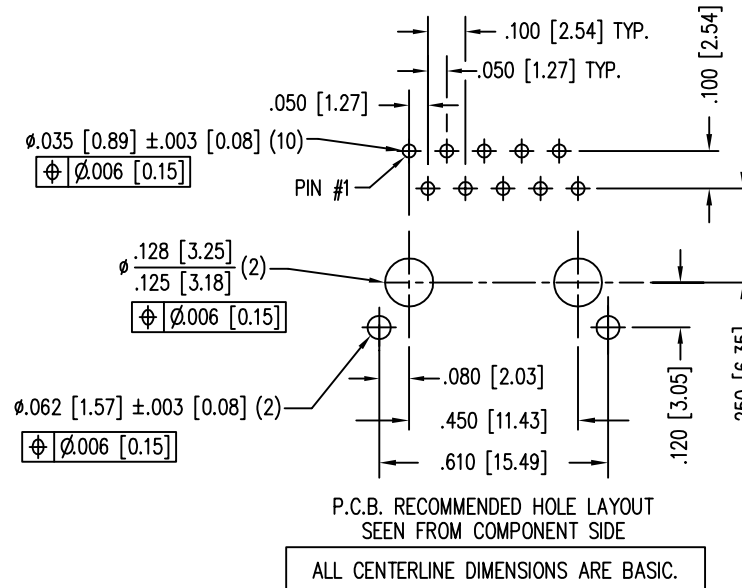 .100 [2.54] TYP.
.050 [1.27] TYP.
.100 [2.54]
.050 [1.27]
ø.035 [0.89] ±.003 [0.08] (10)
⌖ Ø.006 [0.15]
PIN #1
ø .128 [3.25] (2)
.125 [3.18]
⌖ Ø.006 [0.15]
ø.062 [1.57] ±.003 [0.08] (2)
⌖ Ø.006 [0.15]
.080 [2.03]
.450 [11.43]
.610 [15.49]
.120 [3.05]
.250 [6.35]
P.C.B. RECOMMENDED HOLE LAYOUT
SEEN FROM COMPONENT SIDE
ALL CENTERLINE DIMENSIONS ARE BASIC.